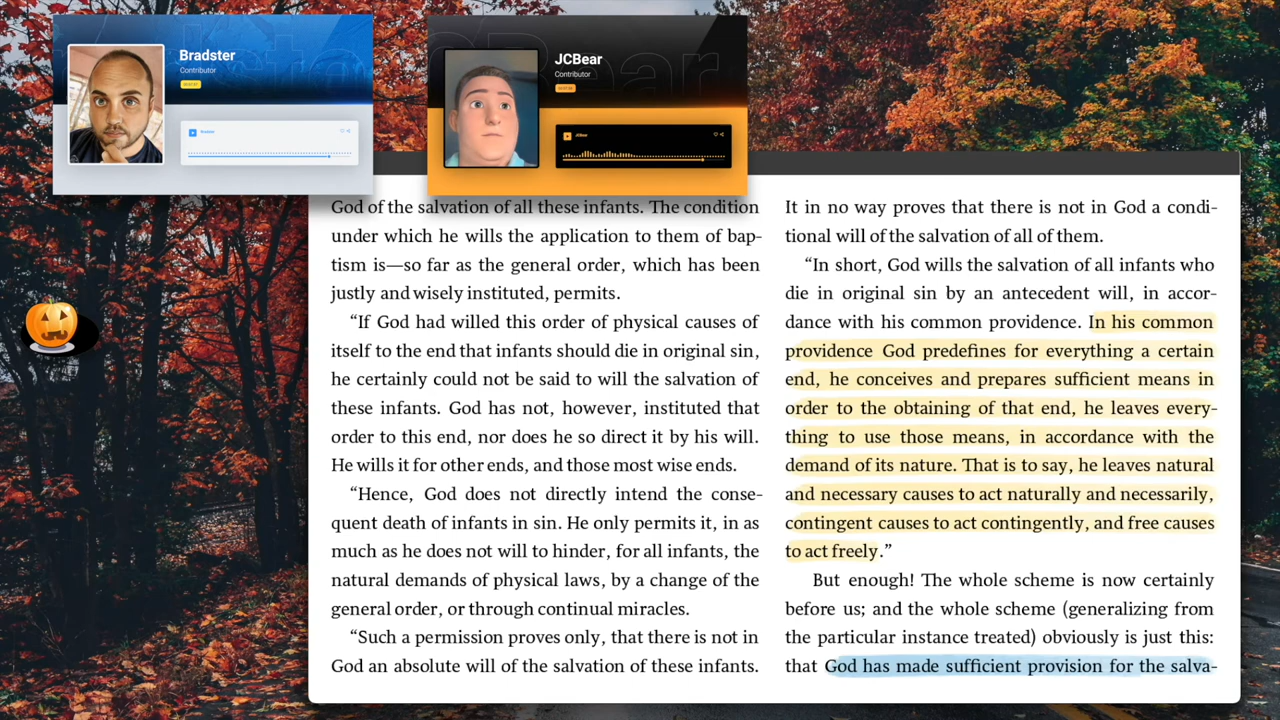 Bradster
Contributor
Bradster
JCBear
Contributor
JCBear
God of the salvation of all these infants. The condition
under which he wills the application to them of bap-
tism is—so far as the general order, which has been
justly and wisely instituted, permits.
“If God had willed this order of physical causes of
itself to the end that infants should die in original sin,
he certainly could not be said to will the salvation of
these infants. God has not, however, instituted that
order to this end, nor does he so direct it by his will.
He wills it for other ends, and those most wise ends.
“Hence, God does not directly intend the conse-
quent death of infants in sin. He only permits it, in as
much as he does not will to hinder, for all infants, the
natural demands of physical laws, by a change of the
general order, or through continual miracles.
“Such a permission proves only, that there is not in
God an absolute will of the salvation of these infants.
It in no way proves that there is not in God a condi-
tional will of the salvation of all of them.
“In short, God wills the salvation of all infants who
die in original sin by an antecedent will, in accor-
dance with his common providence. In his common
providence God predefines for everything a certain
end, he conceives and prepares sufficient means in
order to the obtaining of that end, he leaves every-
thing to use those means, in accordance with the
demand of its nature. That is to say, he leaves natural
and necessary causes to act naturally and necessarily,
contingent causes to act contingently, and free causes
to act freely.”
But enough! The whole scheme is now certainly
before us; and the whole scheme (generalizing from
the particular instance treated) obviously is just this:
that God has made sufficient provision for the salva-